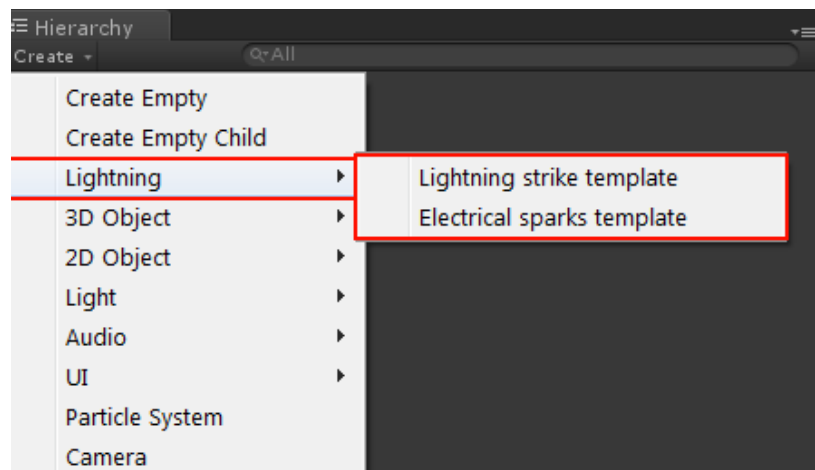 Hierarchy
Create
All
Create Empty
Create Empty Child
Lightning
Lightning strike template
3D Object
Electrical sparks template
2D Object
Light
Audio
UI
Particle System
Camera